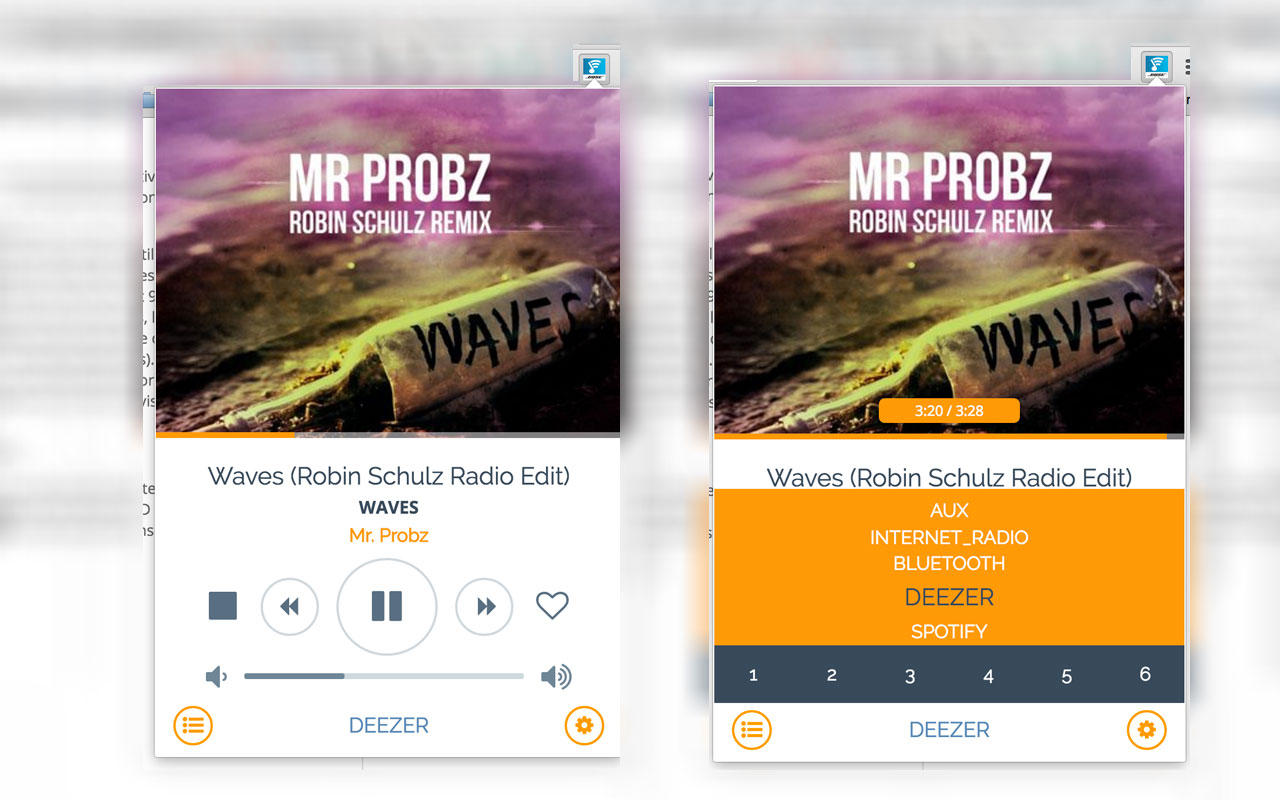 BOSE
MR PROBZ
ROBIN SCHULZ REMIX
WAVES
Waves (Robin Schulz Radio Edit)
WAVES
Mr. Probz
DEEZER
BOSE
MR PROBZ
ROBIN SCHULZ REMIX
WAVES
3:20 / 3:28
Waves (Robin Schulz Radio Edit)
AUX
INTERNET_RADIO
BLUETOOTH
DEEZER
SPOTIFY
1 2 3 4 5 6
DEEZER